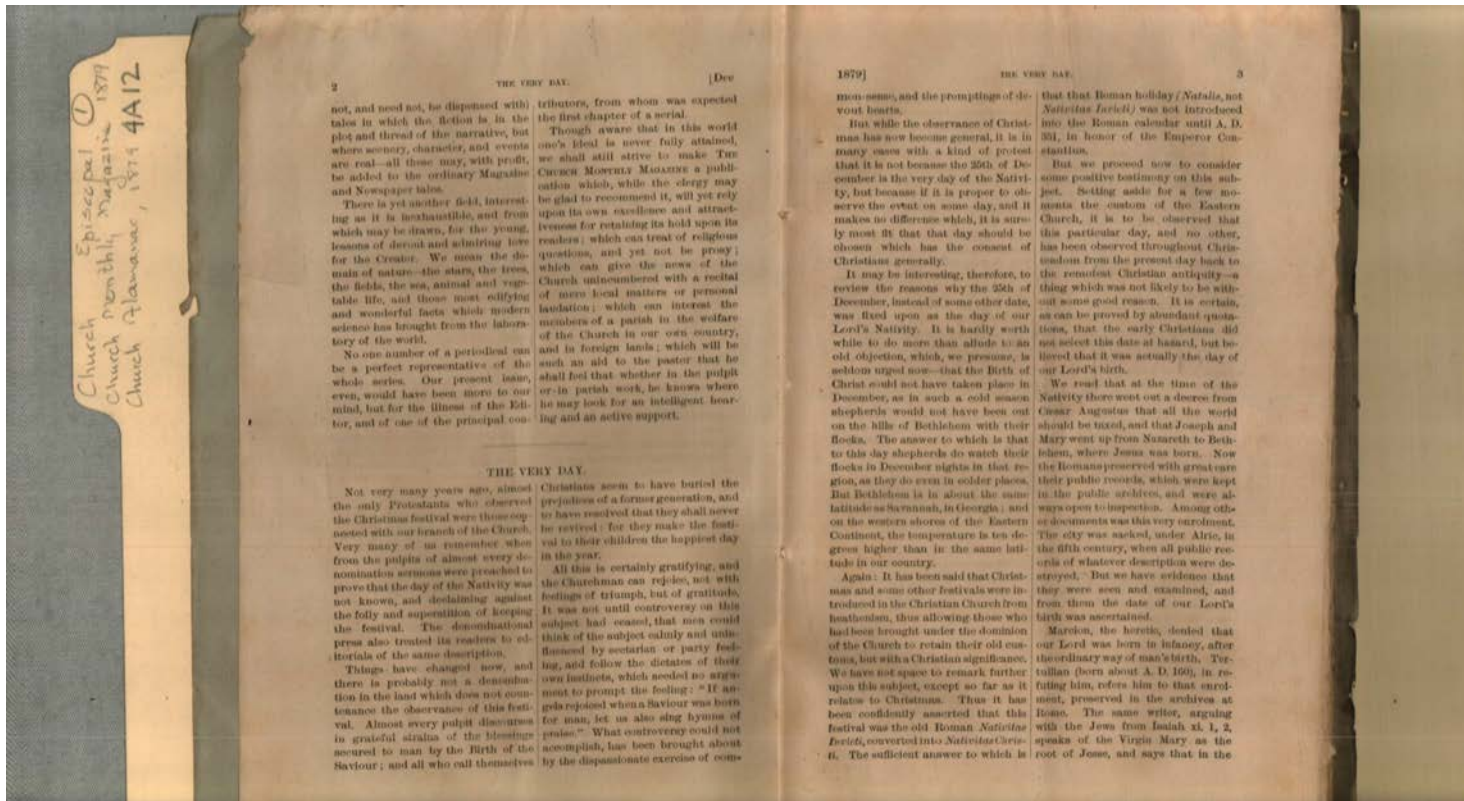 Church Episcopal ①
Church monthly Magazine 1879
Church Almanac, 1879 4A12
2
THE VERY DAY.
[Dec
not, and need not, be dispensed with;
tales in which the fiction is in the
plot and thread of the narrative, but
where scenery, character, and events
are real—all these may, with profit,
be added to the ordinary Magazine
and Newspaper tales.
There is yet another field, interest-
ing as it is inexhaustible, and from
which may be drawn, for the young,
lessons of devout and admiring love
for the Creator. We mean the do-
main of nature—the stars, the trees,
the fields, the sea, animal and vege-
table life, and those most edifying
and wonderful facts which modern
science has brought from the labora-
tory of the world.
No one number of a periodical can
be a perfect representative of the
whole series. Our present issue,
even, would have been more to our
mind, but for the illness of the Edi-
tor, and of one of the principal con-
tributors, from whom was expected
the first chapter of a serial.
Though aware that in this world
one's ideal is never fully attained,
we shall still strive to make THE
CHURCH MONTHLY MAGAZINE a publi-
cation which, while the clergy may
be glad to recommend it, will yet rely
upon its own excellence and attract-
iveness for retaining its hold upon its
readers; which can treat of religious
questions, and yet not be prosy;
which can give the news of the
Church unincumbered with a recital
of mere local matters or personal
laudation; which can interest the
members of a parish in the welfare
of the Church in our own country,
and in foreign lands; which will be
such an aid to the pastor that he
shall feel that whether in the pulpit
or in parish work, he knows where
he may look for an intelligent hear-
ing and an active support.
THE VERY DAY.
Not very many years ago, almost
the only Protestants who observed
the Christmas festival were those con-
nected with our branch of the Church.
Very many of us remember when
from the pulpits of almost every de-
nomination sermons were preached to
prove that the day of the Nativity was
not known, and declaiming against
the folly and superstition of keeping
the festival. The denominational
press also treated its readers to ed-
itorials of the same description.
Things have changed now, and
there is probably not a denomina-
tion in the land which does not coun-
tenance the observance of this festi-
val. Almost every pulpit discourses
in grateful strains of the blessings
secured to man by the Birth of the
Saviour; and all who call themselves
Christians seem to have buried the
prejudices of a former generation, and
to have resolved that they shall never
be revived: for they make the festi-
val to their children the happiest day
in the year.
All this is certainly gratifying, and
the Churchman can rejoice, not with
feelings of triumph, but of gratitude.
It was not until controversy on this
subject had ceased, that men could
think of the subject calmly and unin-
fluenced by sectarian or party feel-
ing, and follow the dictates of their
own instincts, which needed no argu-
ment to prompt the feeling: "If an-
gels rejoiced when a Saviour was born
for man, let us also sing hymns of
praise." What controversy could not
accomplish, has been brought about
by the dispassionate exercise of com-
1879]
THE VERY DAY.
3
mon-sense, and the promptings of de-
vout hearts.
But while the observance of Christ-
mas has now become general, it is in
many cases with a kind of protest
that it is not because the 25th of De-
cember is the very day of the Nativi-
ty, but because if it is proper to ob-
serve the event on some day, and it
makes no difference which, it is sure-
ly most fit that that day should be
chosen which has the consent of
Christians generally.
It may be interesting, therefore, to
review the reasons why the 25th of
December, instead of some other date,
was fixed upon as the day of our
Lord's Nativity. It is hardly worth
while to do more than allude to an
old objection, which, we presume, is
seldom urged now—that the Birth of
Christ could not have taken place in
December, as in such a cold season
shepherds would not have been out
on the hills of Bethlehem with their
flocks. The answer to which is that
to this day shepherds do watch their
flocks in December nights in that re-
gion, as they do even in colder places.
But Bethlehem is in about the same
latitude as Savannah, in Georgia; and
on the western shores of the Eastern
Continent, the temperature is ten de-
grees higher than in the same lati-
tude in our country.
Again: It has been said that Christ-
mas and some other festivals were in-
troduced in the Christian Church from
heathenism, thus allowing those who
had been brought under the dominion
of the Church to retain their old cus-
toms, but with a Christian significance.
We have not space to remark further
upon this subject, except so far as it
relates to Christmas. Thus it has
been confidently asserted that this
festival was the old Roman Nativitas
Invicti, converted into Nativitas Chris-
ti. The sufficient answer to which is
that that Roman holiday (Natalis, not
Nativitas Invicti) was not introduced
into the Roman calendar until A. D.
351, in honor of the Emperor Con-
stantius.
But we proceed now to consider
some positive testimony on this sub-
ject. Setting aside for a few mo-
ments the custom of the Eastern
Church, it is to be observed that
this particular day, and no other,
has been observed throughout Chris-
tendom from the present day back to
the remotest Christian antiquity—a
thing which was not likely to be with-
out some good reason. It is certain,
as can be proved by abundant quota-
tions, that the early Christians did
not select this date at hazard, but be-
lieved that it was actually the day of
our Lord's birth.
We read that at the time of the
Nativity there went out a decree from
Cæsar Augustus that all the world
should be taxed, and that Joseph and
Mary went up from Nazareth to Beth-
lehem, where Jesus was born. Now
the Romans preserved with great care
their public records, which were kept
in the public archives, and were al-
ways open to inspection. Among oth-
er documents was this very enrolment.
The city was sacked, under Alric, in
the fifth century, when all public rec-
ords of whatever description were de-
stroyed. But we have evidence that
they were seen and examined, and
from them the date of our Lord's
birth was ascertained.
Marcion, the heretic, denied that
our Lord was born in infancy, after
the ordinary way of man's birth. Ter-
tullian (born about A. D. 160), in re-
futing him, refers him to that enrol-
ment, preserved in the archives at
Rome. The same writer, arguing
with the Jews from Isaiah xi. 1, 2,
speaks of the Virgin Mary as the
root of Jesse, and says that in the